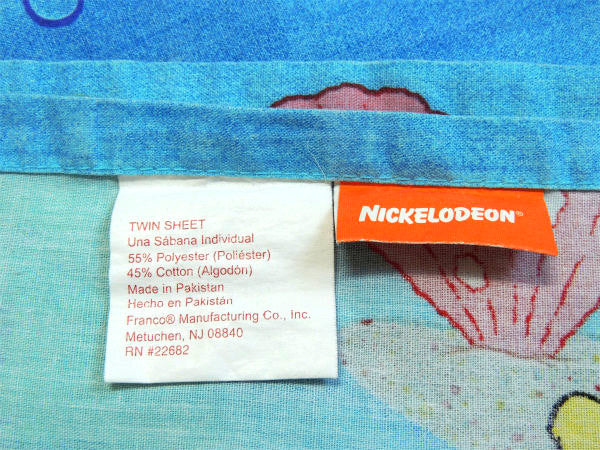 TWIN SHEET
Una Sábana Individual
55% Polyester (Poliéster)
45% Cotton (Algodón)
Made in Pakistan
Hecho en Pakistán
Franco® Manufacturing Co., Inc.
Metuchen, NJ 08840
RN #22682
NICKELODEON®